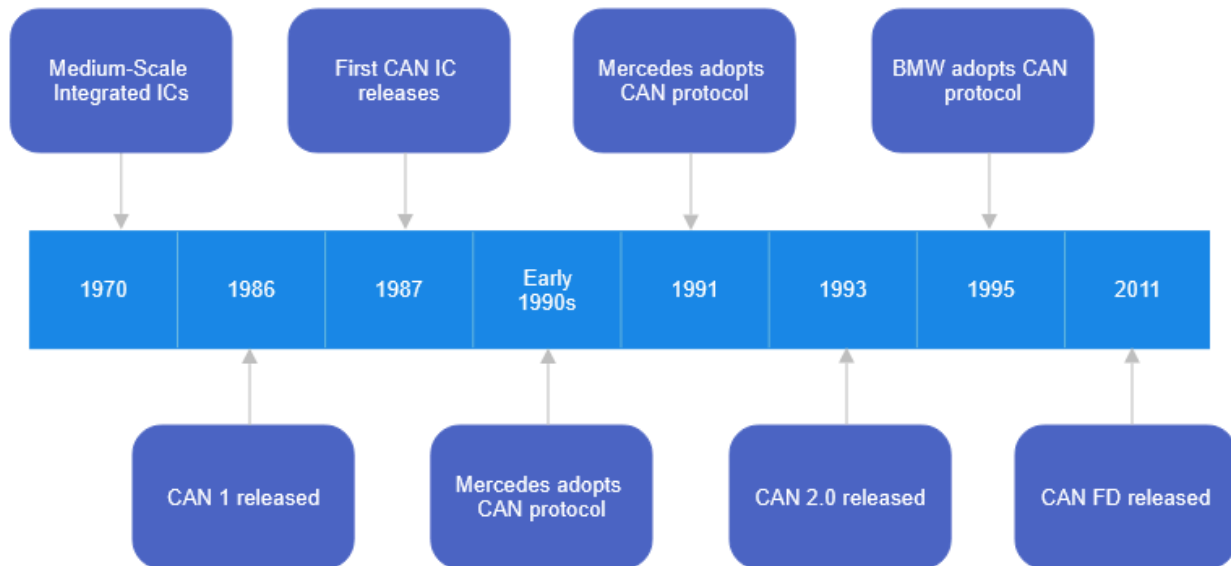 Medium-Scale
Integrated ICs
First CAN IC
releases
Mercedes adopts
CAN protocol
BMW adopts CAN
protocol
1970
1986
1987
Early
1990s
1991
1993
1995
2011
CAN 1 released
Mercedes adopts
CAN protocol
CAN 2.0 released
CAN FD released